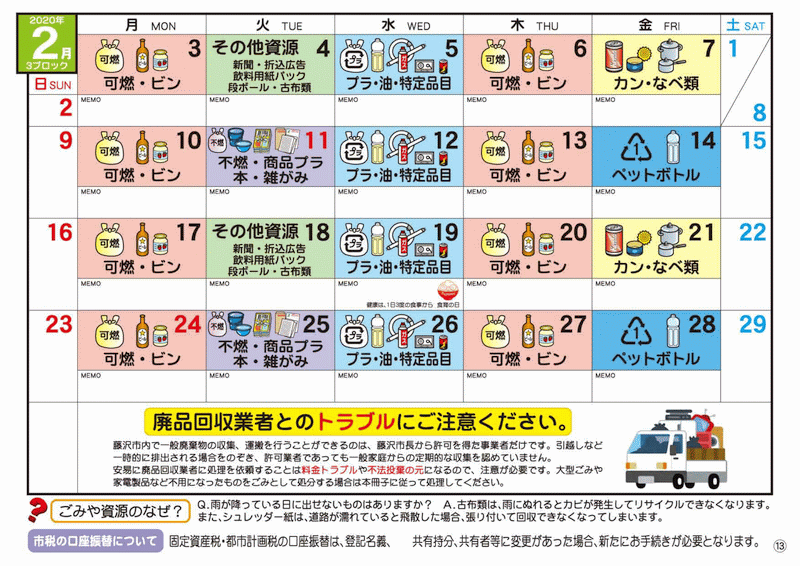 2020年
2月
3ブロック
月 MON
火 TUE
水 WED
木 THU
金 FRI
土 SAT
日 SUN
1
2
可燃
3
可燃・ビン
MEMO
その他資源 4
新聞・折込広告
飲料用紙パック
段ボール・古布類
MEMO
プラ
5
プラ・油・特定品目
MEMO
可燃
6
可燃・ビン
MEMO
7
カン・なべ類
MEMO
8
9
可燃
10
可燃・ビン
MEMO
不燃
11
不燃・商品プラ
本・雑がみ
MEMO
プラ
12
プラ・油・特定品目
MEMO
可燃
13
可燃・ビン
MEMO
1
14
ペットボトル
MEMO
15
16
可燃
17
可燃・ビン
MEMO
その他資源 18
新聞・折込広告
飲料用紙パック
段ボール・古布類
MEMO
プラ
19
プラ・油・特定品目
MEMO
健康は、1日3度の食事から 食育の日
可燃
20
可燃・ビン
MEMO
21
カン・なべ類
MEMO
22
23
可燃
24
可燃・ビン
MEMO
不燃
25
不燃・商品プラ
本・雑がみ
MEMO
プラ
26
プラ・油・特定品目
MEMO
可燃
27
可燃・ビン
MEMO
1
28
ペットボトル
MEMO
29
廃品回収業者とのトラブルにご注意ください。
藤沢市内で一般廃棄物の収集、運搬を行うことができるのは、藤沢市長から許可を得た事業者だけです。引越しなど
一時的に排出される場合をのぞき、許可業者であっても一般家庭からの定期的な収集を認めていません。
安易に廃品回収業者に処理を依頼することは料金トラブルや不法投棄の元になるので、注意が必要です。大型ごみや
家電製品など不用になったものをごみとして処分する場合は本冊子に従って処理してください。
? ごみや資源のなぜ？
Q.雨が降っている日に出せないものはありますか？ A.古布類は、雨にぬれるとカビが発生してリサイクルできなくなります。
また、シュレッダー紙は、道路が濡れていると飛散した場合、張り付いて回収できなくなってしまいます。
市税の口座振替について
固定資産税・都市計画税の口座振替は、登記名義、 共有持分、共有者等に変更があった場合、新たにお手続きが必要となります。
⑬